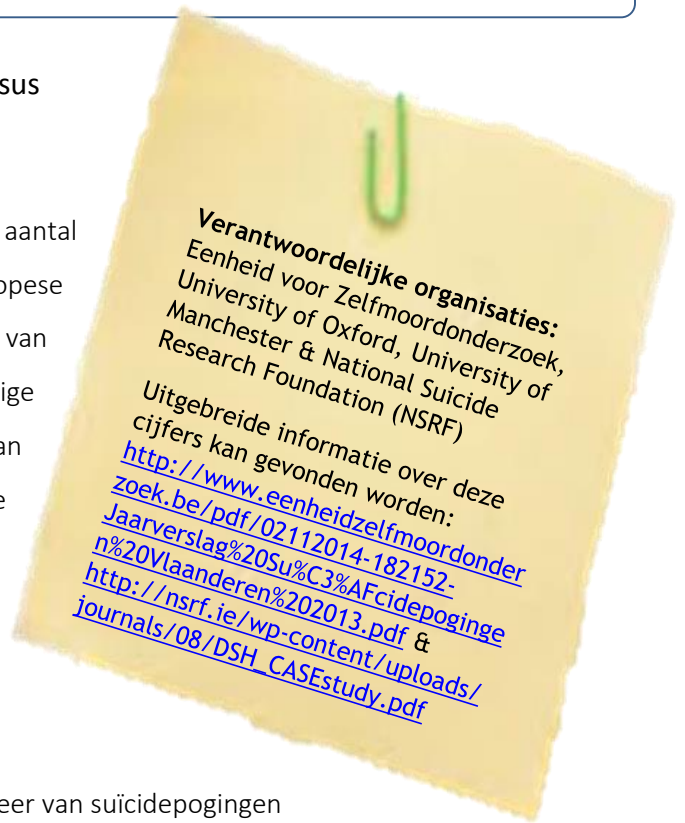 sus
aantal
opese
van
ige
an
e
Verantwoordelijke organisaties:
Eenheid voor Zelfmoordonderzoek,
University of Oxford, University of
Manchester & National Suicide
Research Foundation (NSRF)
Uitgebreide informatie over deze
cijfers kan gevonden worden:
http://www.eenheidzelfmoordonder
zoek.be/pdf/02112014-182152-
Jaarverslag%20Su%C3%AFcidepoginge
n%20Vlaanderen%202013.pdf &
http://nsrf.ie/wp-content/uploads/
journals/08/DSH_CASEstudy.pdf
eer van suïcidepogingen